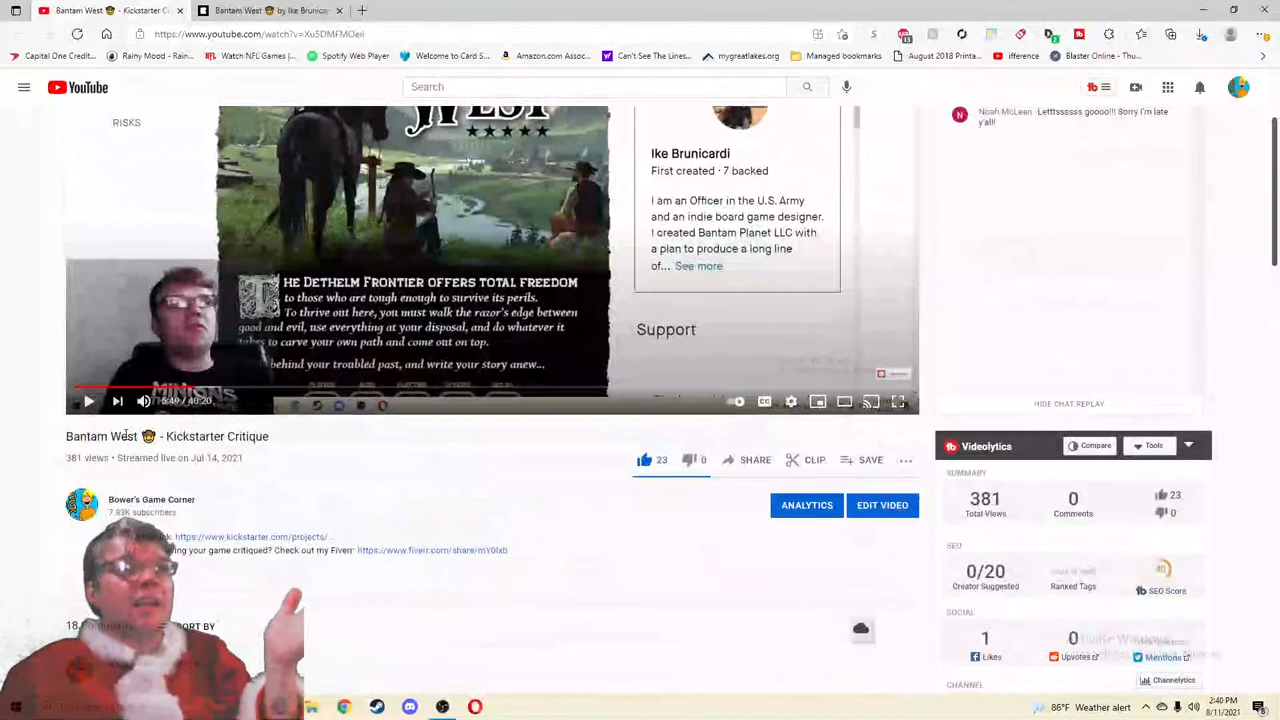 Bantam West 🤠 - Kickstarter C
Bantam West 🤠 by Ike Brunicar
https://www.youtube.com/watch?v=Xu5DMFMOeii
Capital One Credit...
Rainy Mood - Rain...
Watch NFL Games |...
Spotify Web Player
Welcome to Great L...
Amazon.com Assoc...
Can't See The Lines...
mygreatlakes.org
Managed bookmarks
August 2018 Printa...
ifference
Blaster Online - Thu...
YouTube
Search
RISKS
WEST
Ike Brunicardi
First created · 7 backed
I am an Officer in the U.S. Army
and an indie board game designer.
I created Bantam Planet LLC with
a plan to produce a long line
of... See more
Support
THE DETHELM FRONTIER OFFERS TOTAL FREEDOM
to those who are tough enough to survive its perils.
To thrive out here, you must walk the razor's edge between
good and evil, use everything at your disposal, and do whatever it
takes to carve your own path and come out on top.
behind your troubled past, and write your story anew...
MINIONS
5:49 / 40:20
N
Noah McLean Letttssssss goooo!!! Sorry I'm late
y'all!
HIDE CHAT REPLAY
Bantam West 🤠 - Kickstarter Critique
381 views • Streamed live on Jul 14, 2021
23
0
SHARE
CLIP
SAVE
Bower's Game Corner
7.83K subscribers
ANALYTICS
EDIT VIDEO
https://www.kickstarter.com/projects/...
ing your game critiqued? Check out my Fiverr: https://www.fiverr.com/share/mY0lxb
18
SORT BY
Videolytics
Compare
Tools
SUMMARY
381
Total Views
0
Comments
23
0
SEO
0/20
Creator Suggested
Ranked Tags
SEO Score
SOCIAL
1
Likes
0
Upvotes
Mentions
CHANNEL
Channelytics
86°F Weather alert
2:40 PM
8/11/2021